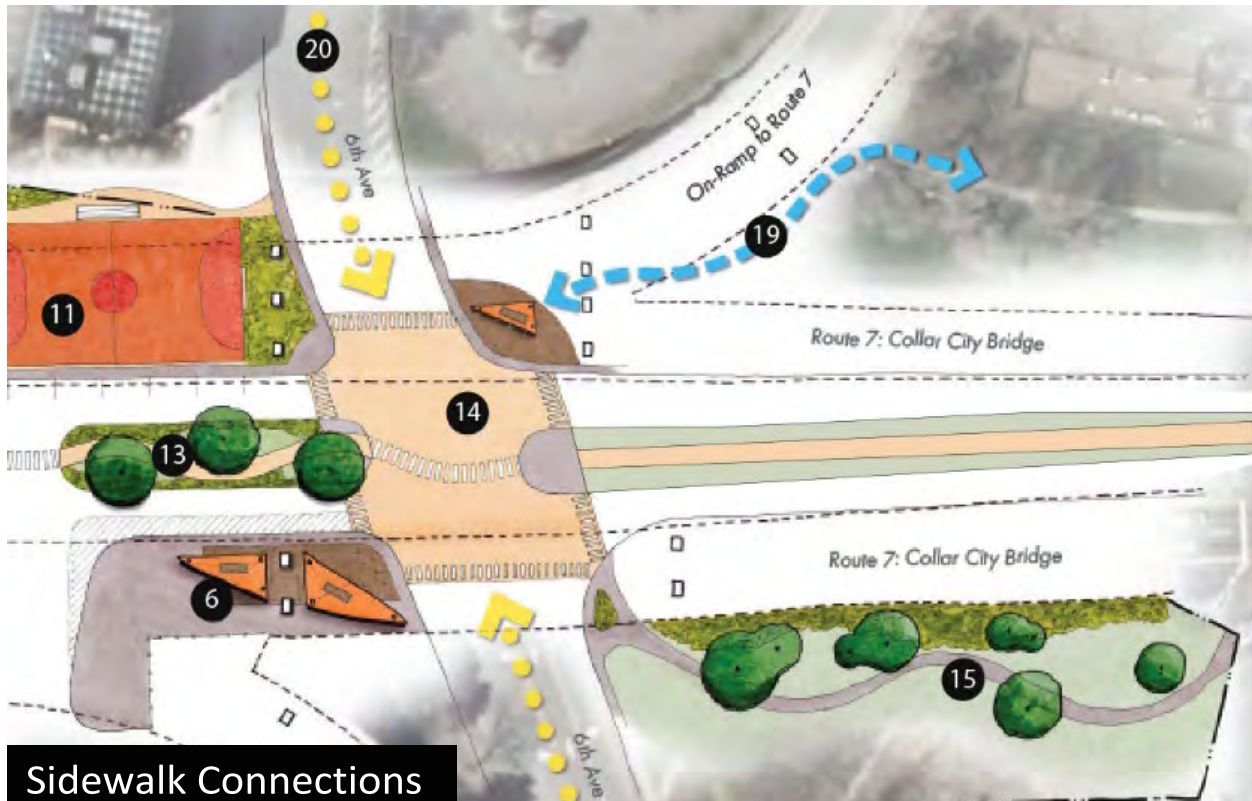 20
6th Ave
On-Ramp to Route 7
19
11
Route 7: Collar City Bridge
14
13
6
Route 7: Collar City Bridge
15
6th Ave
Sidewalk Connections